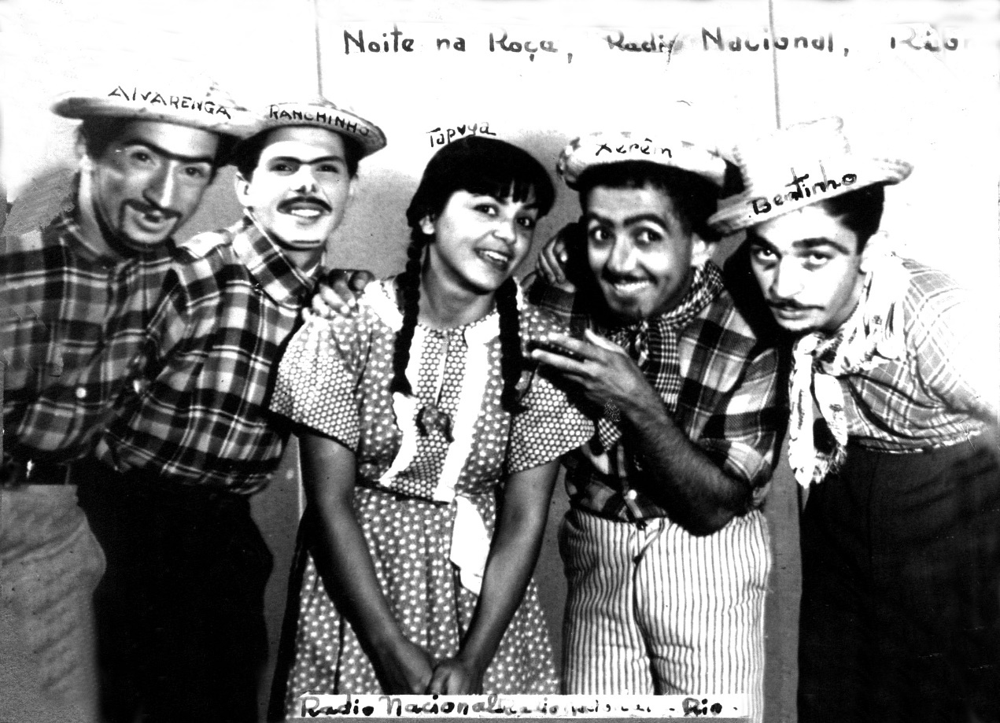 Noite na Roça, Radio Nacional, Rio
ALVARENGA
RANCHINHO
Tapuya
Xerêm
Bentinho
Radio Nacional - Rio -